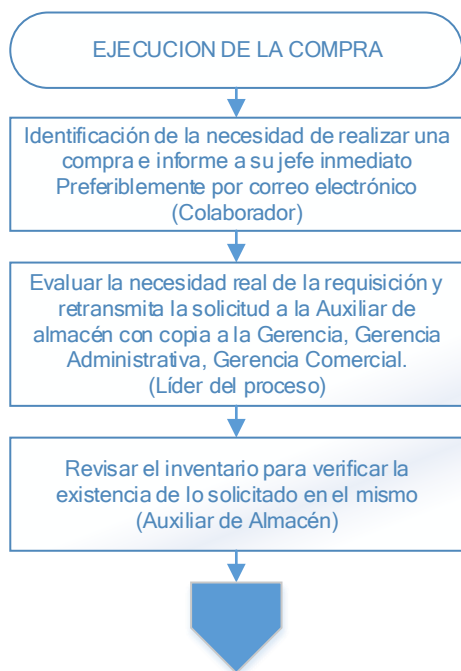 EJECUCION DE LA COMPRA
Identificación de la necesidad de realizar una
compra e informe a su jefe inmediato
Preferiblemente por correo electrónico
(Colaborador)
Evaluar la necesidad real de la requisición y
retransmita la solicitud a la Auxiliar de
almacén con copia a la Gerencia, Gerencia
Administrativa, Gerencia Comercial.
(Líder del proceso)
Revisar el inventario para verificar la
existencia de lo solicitado en el mismo
(Auxiliar de Almacén)